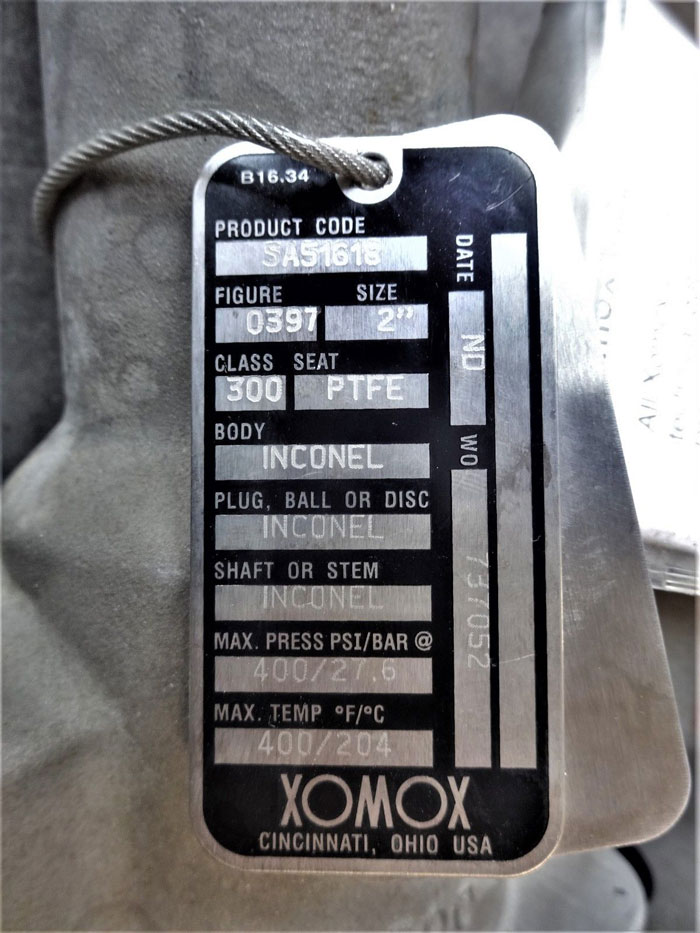 B16.34
PRODUCT CODE
SA51618
FIGURE SIZE
0397 2”
CLASS SEAT
300 PTFE
BODY
INCONEL
PLUG, BALL OR DISC
INCONEL
SHAFT OR STEM
INCONEL
MAX. PRESS PSI/BAR @
400/27.6
MAX. TEMP °F/°C
400/204
DATE
ND
WO
737052
XOMOX
CINCINNATI, OHIO USA